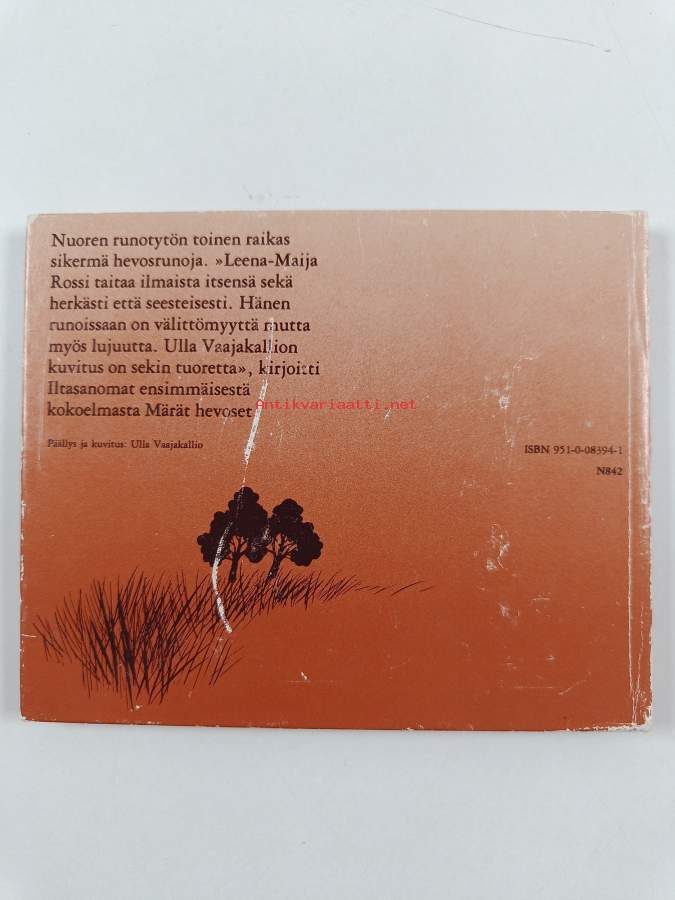 Nuoren runotytön toinen raikas
sikermä hevosrunoja. »Leena-Maija
Rossi taitaa ilmaista itsensä sekä
herkästi että seesteisesti. Hänen
runoissaan on välittömyyttä mutta
myös lujuutta. Ulla Vaajakallion
kuvitus on sekin tuoretta», kirjoitti
Iltasanomat ensimmäisestä
kokoelmasta Märät hevoset
Antikvariaatti.net
Päällys ja kuvitus: Ulla Vaajakallio
ISBN 951-0-08394-1
N842